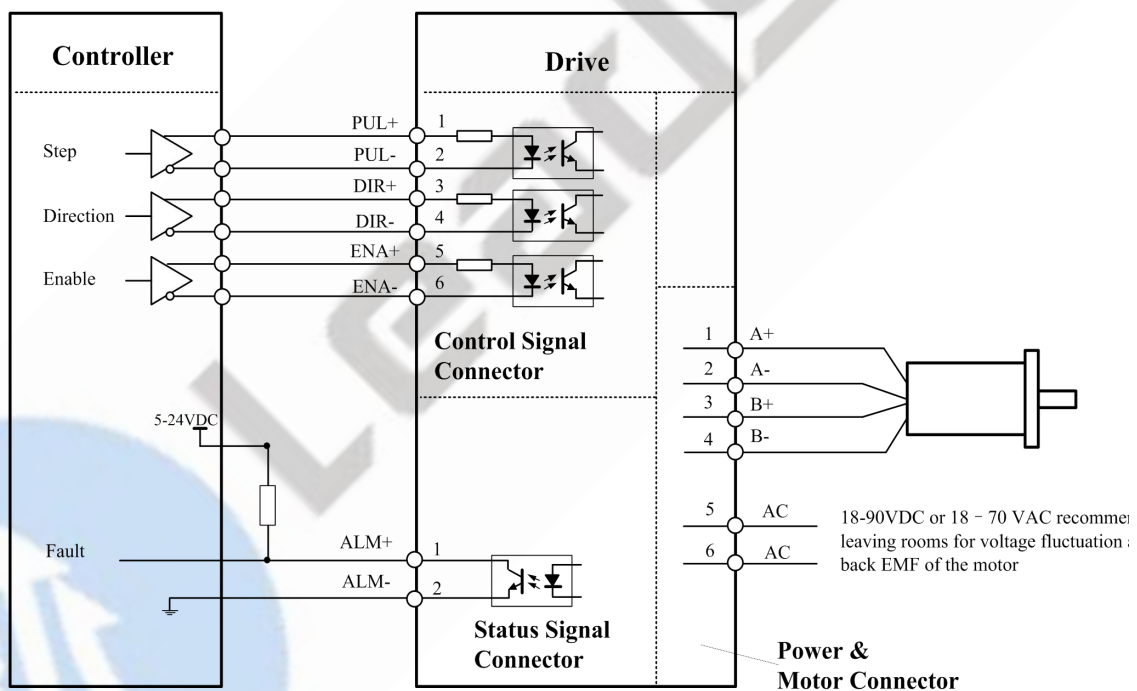 Controller
Drive
Step
Direction
Enable
PUL+
1
PUL-
2
DIR+
3
DIR-
4
ENA+
5
ENA-
6
Control Signal
Connector
1
A+
2
A-
3
B+
4
B-
5
AC
6
AC
18-90VDC or 18 - 70 VAC
leaving rooms for voltage fluctuation
back EMF of the motor
5-24VDC
Fault
ALM+
1
ALM-
2
Status Signal
Connector
Power &
Motor Connector